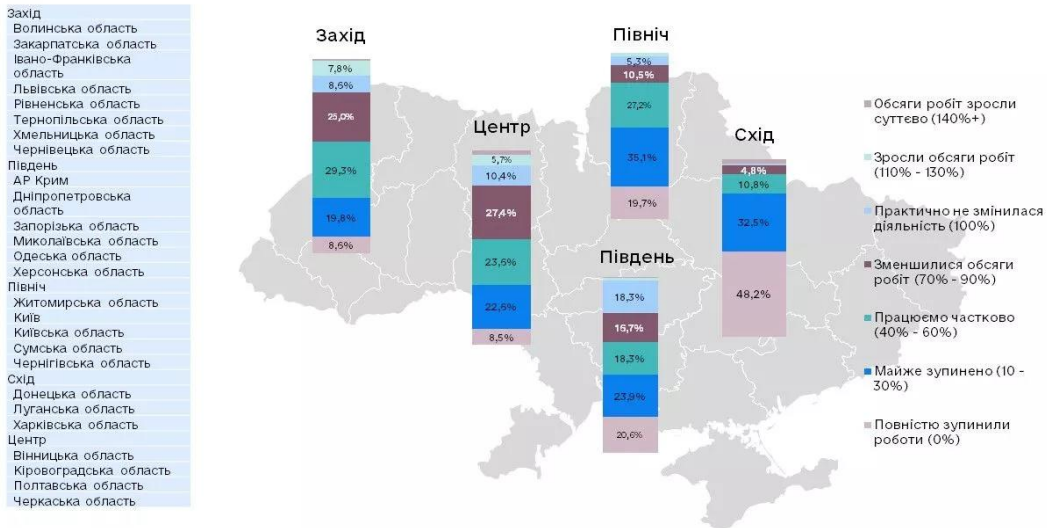 Захід
Волинська область
Закарпатська область
Івано-Франківська
область
Львівська область
Рівненська область
Тернопільська область
Хмельницька область
Чернівецька область
Південь
АР Крим
Дніпропетровська
область
Запорізька область
Миколаївська область
Одеська область
Херсонська область
Північ
Житомирська область
Київ
Київська область
Сумська область
Чернігівська область
Схід
Донецька область
Луганська область
Харківська область
Центр
Вінницька область
Кіровоградська область
Полтавська область
Черкаська область
Захід
7,8%
8,6%
25,0%
29,3%
19,8%
8,6%
Центр
5,7%
10,4%
27,4%
23,6%
22,6%
8,5%
Північ
5,3%
10,5%
27,2%
35,1%
19,7%
Південь
18,3%
16,7%
18,3%
23,9%
20,6%
Схід
4,8%
10,8%
32,5%
48,2%
Обсяги робіт зросли
суттєво (140%+)
Зросли обсяги робіт
(110% - 130%)
Практично не змінилася
діяльність (100%)
Зменшилися обсяги
робіт (70% - 90%)
Працюємо частково
(40% - 60%)
Майже зупинено (10 -
30%)
Повністю зупинили
роботи (0%)